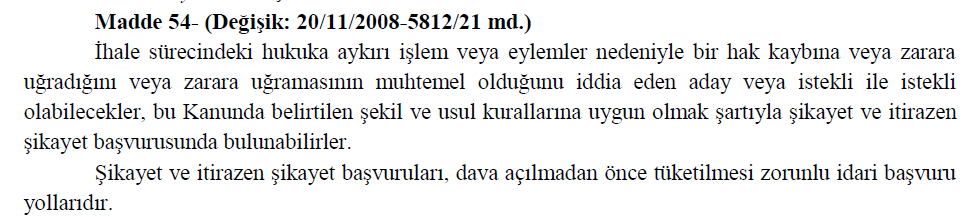 Madde 54- (Değişik: 20/11/2008-5812/21 md.)
İhale sürecindeki hukuka aykırı işlem veya eylemler nedeniyle bir hak kaybına veya zarara
uğradığını veya zarara uğramasının muhtemel olduğunu iddia eden aday veya istekli ile istekli
olabilecekler, bu Kanunda belirtilen şekil ve usul kurallarına uygun olmak şartıyla şikayet ve itirazen
şikayet başvurusunda bulunabilirler.
Şikayet ve itirazen şikayet başvuruları, dava açılmadan önce tüketilmesi zorunlu idari başvuru
yollarıdır.